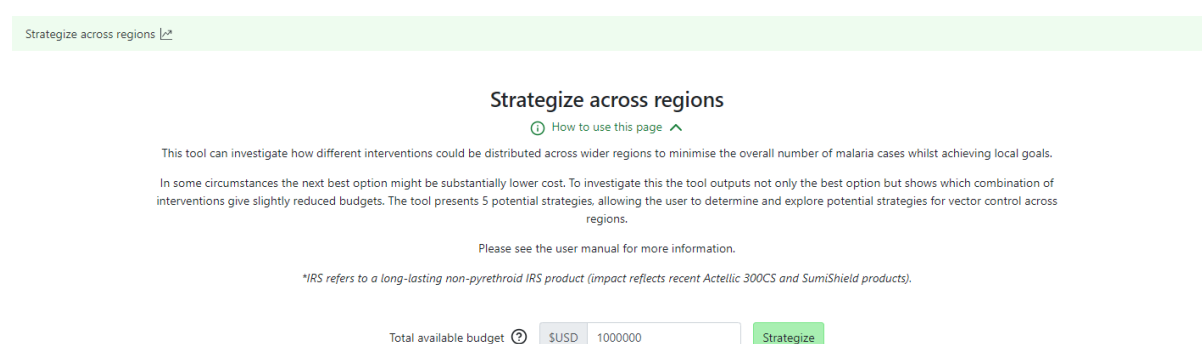 Strategize across regions
Strategize across regions
How to use this page
This tool can investigate how different interventions could be distributed across wider regions to minimise the overall number of malaria cases whilst achieving local goals.
In some circumstances the next best option might be substantially lower cost. To investigate this the tool outputs not only the best option but shows which combination of
interventions give slightly reduced budgets. The tool presents 5 potential strategies, allowing the user to determine and explore potential strategies for vector control across
regions.
Please see the user manual for more information.
*IRS refers to a long-lasting non-pyrethroid IRS product (impact reflects recent Actellic 300CS and SumiShield products).
Total available budget ? $USD 1000000 Strategize